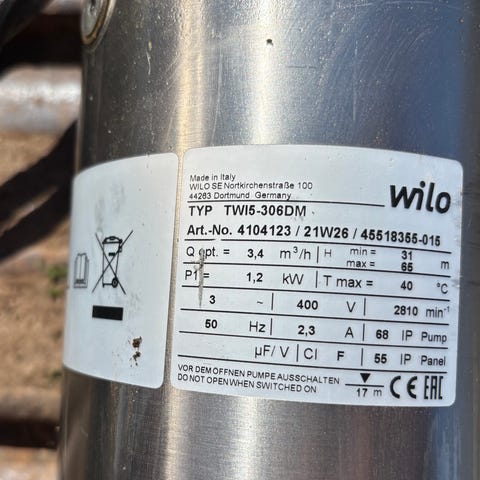 Made in Italy
WILO SE Nortkirchenstraße 100
44263 Dortmund Germany
wilo
TYP TWI5-306DM
Art.-No. 4104123 / 21W26 / 45518355-015
Q opt. = 3,4 m³/h H min = 31 m
max = 65
P1 = 1,2 kW T max = 40 °C
3 ~ 400 V 2810 min⁻¹
50 Hz 2,3 A 68 IP Pump
µF/V Cl F 55 IP Panel
VOR DEM ÖFFNEN PUMPE AUSSCHALTEN
DO NOT OPEN WHEN SWITCHED ON
17 m CE EAC